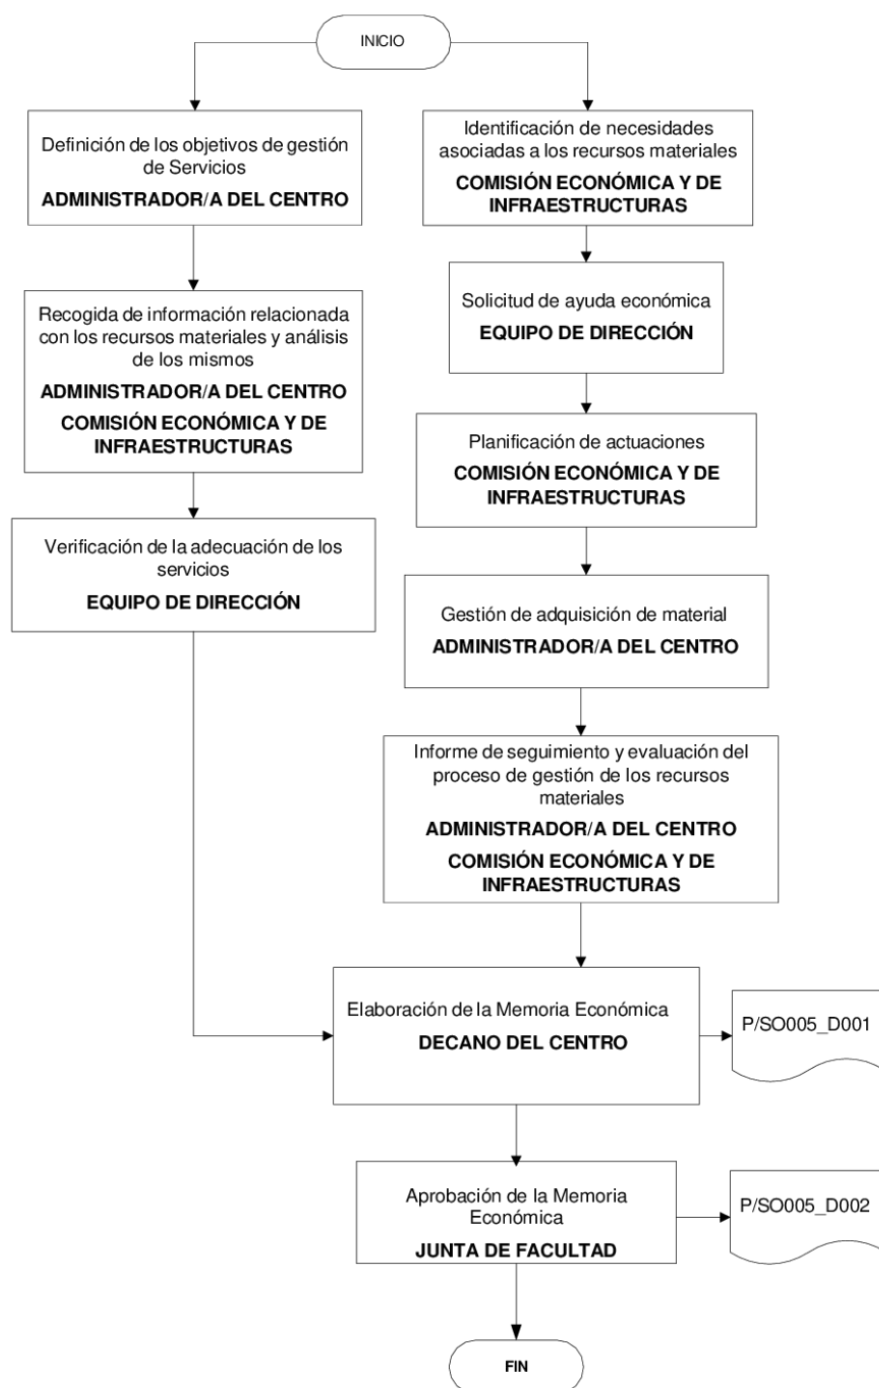 INICIO
Definición de los objetivos de gestión
de Servicios
ADMINISTRADOR/A DEL CENTRO
Recogida de información relacionada
con los recursos materiales y análisis
de los mismos
ADMINISTRADOR/A DEL CENTRO
COMISIÓN ECONÓMICA Y DE
INFRAESTRUCTURAS
Verificación de la adecuación de los
servicios
EQUIPO DE DIRECCIÓN
Identificación de necesidades
asociadas a los recursos materiales
COMISIÓN ECONÓMICA Y DE
INFRAESTRUCTURAS
Solicitud de ayuda económica
EQUIPO DE DIRECCIÓN
Planificación de actuaciones
COMISIÓN ECONÓMICA Y DE
INFRAESTRUCTURAS
Gestión de adquisición de material
ADMINISTRADOR/A DEL CENTRO
Informe de seguimiento y evaluación del
proceso de gestión de los recursos
materiales
ADMINISTRADOR/A DEL CENTRO
COMISIÓN ECONÓMICA Y DE
INFRAESTRUCTURAS
Elaboración de la Memoria Económica
DECANO DEL CENTRO
P/SO005_D001
Aprobación de la Memoria
Económica
JUNTA DE FACULTAD
P/SO005_D002
FIN